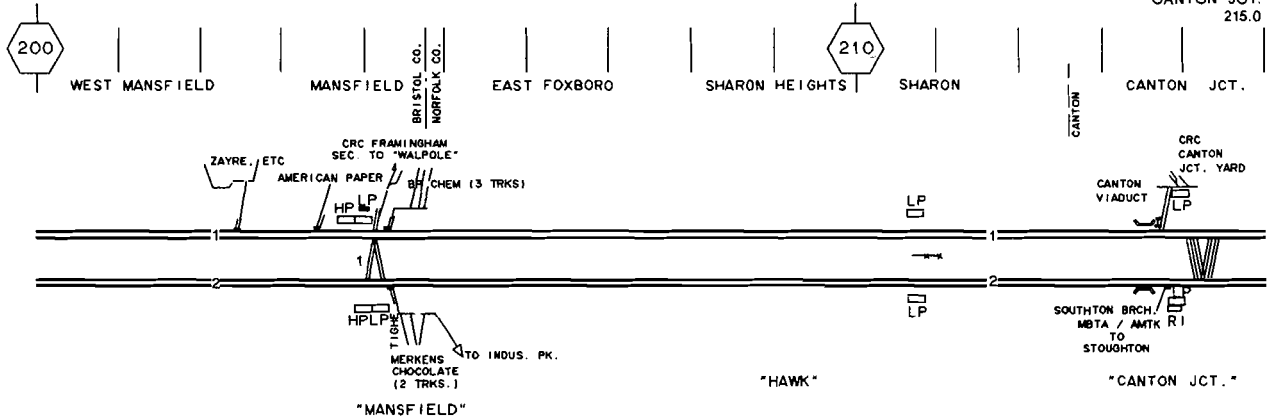 CANTON JCT.
215.0
200
210
WEST MANSFIELD
MANSFIELD
BRISTOL CO.
NORFOLK CO.
EAST FOXBORO
SHARON HEIGHTS
SHARON
CANTON
CANTON JCT.
ZAYRE, ETC
AMERICAN PAPER
CRC FRAMINGHAM
SEC. TO "WALPOLE"
HP
LP
CHEM (3 TRKS)
LP
CANTON
VIADUCT
CRC
CANTON
JCT. YARD
LP
1
1
1
2
2
HP
LP
TIGHE
MERKENS
CHOCOLATE
(2 TRKS.)
TO INDUS. PK.
LP
SOUTHTON BRCH.
MBTA / AMTK
TO
STOUGHTON
RI
"MANSFIELD"
"HAWK"
"CANTON JCT."